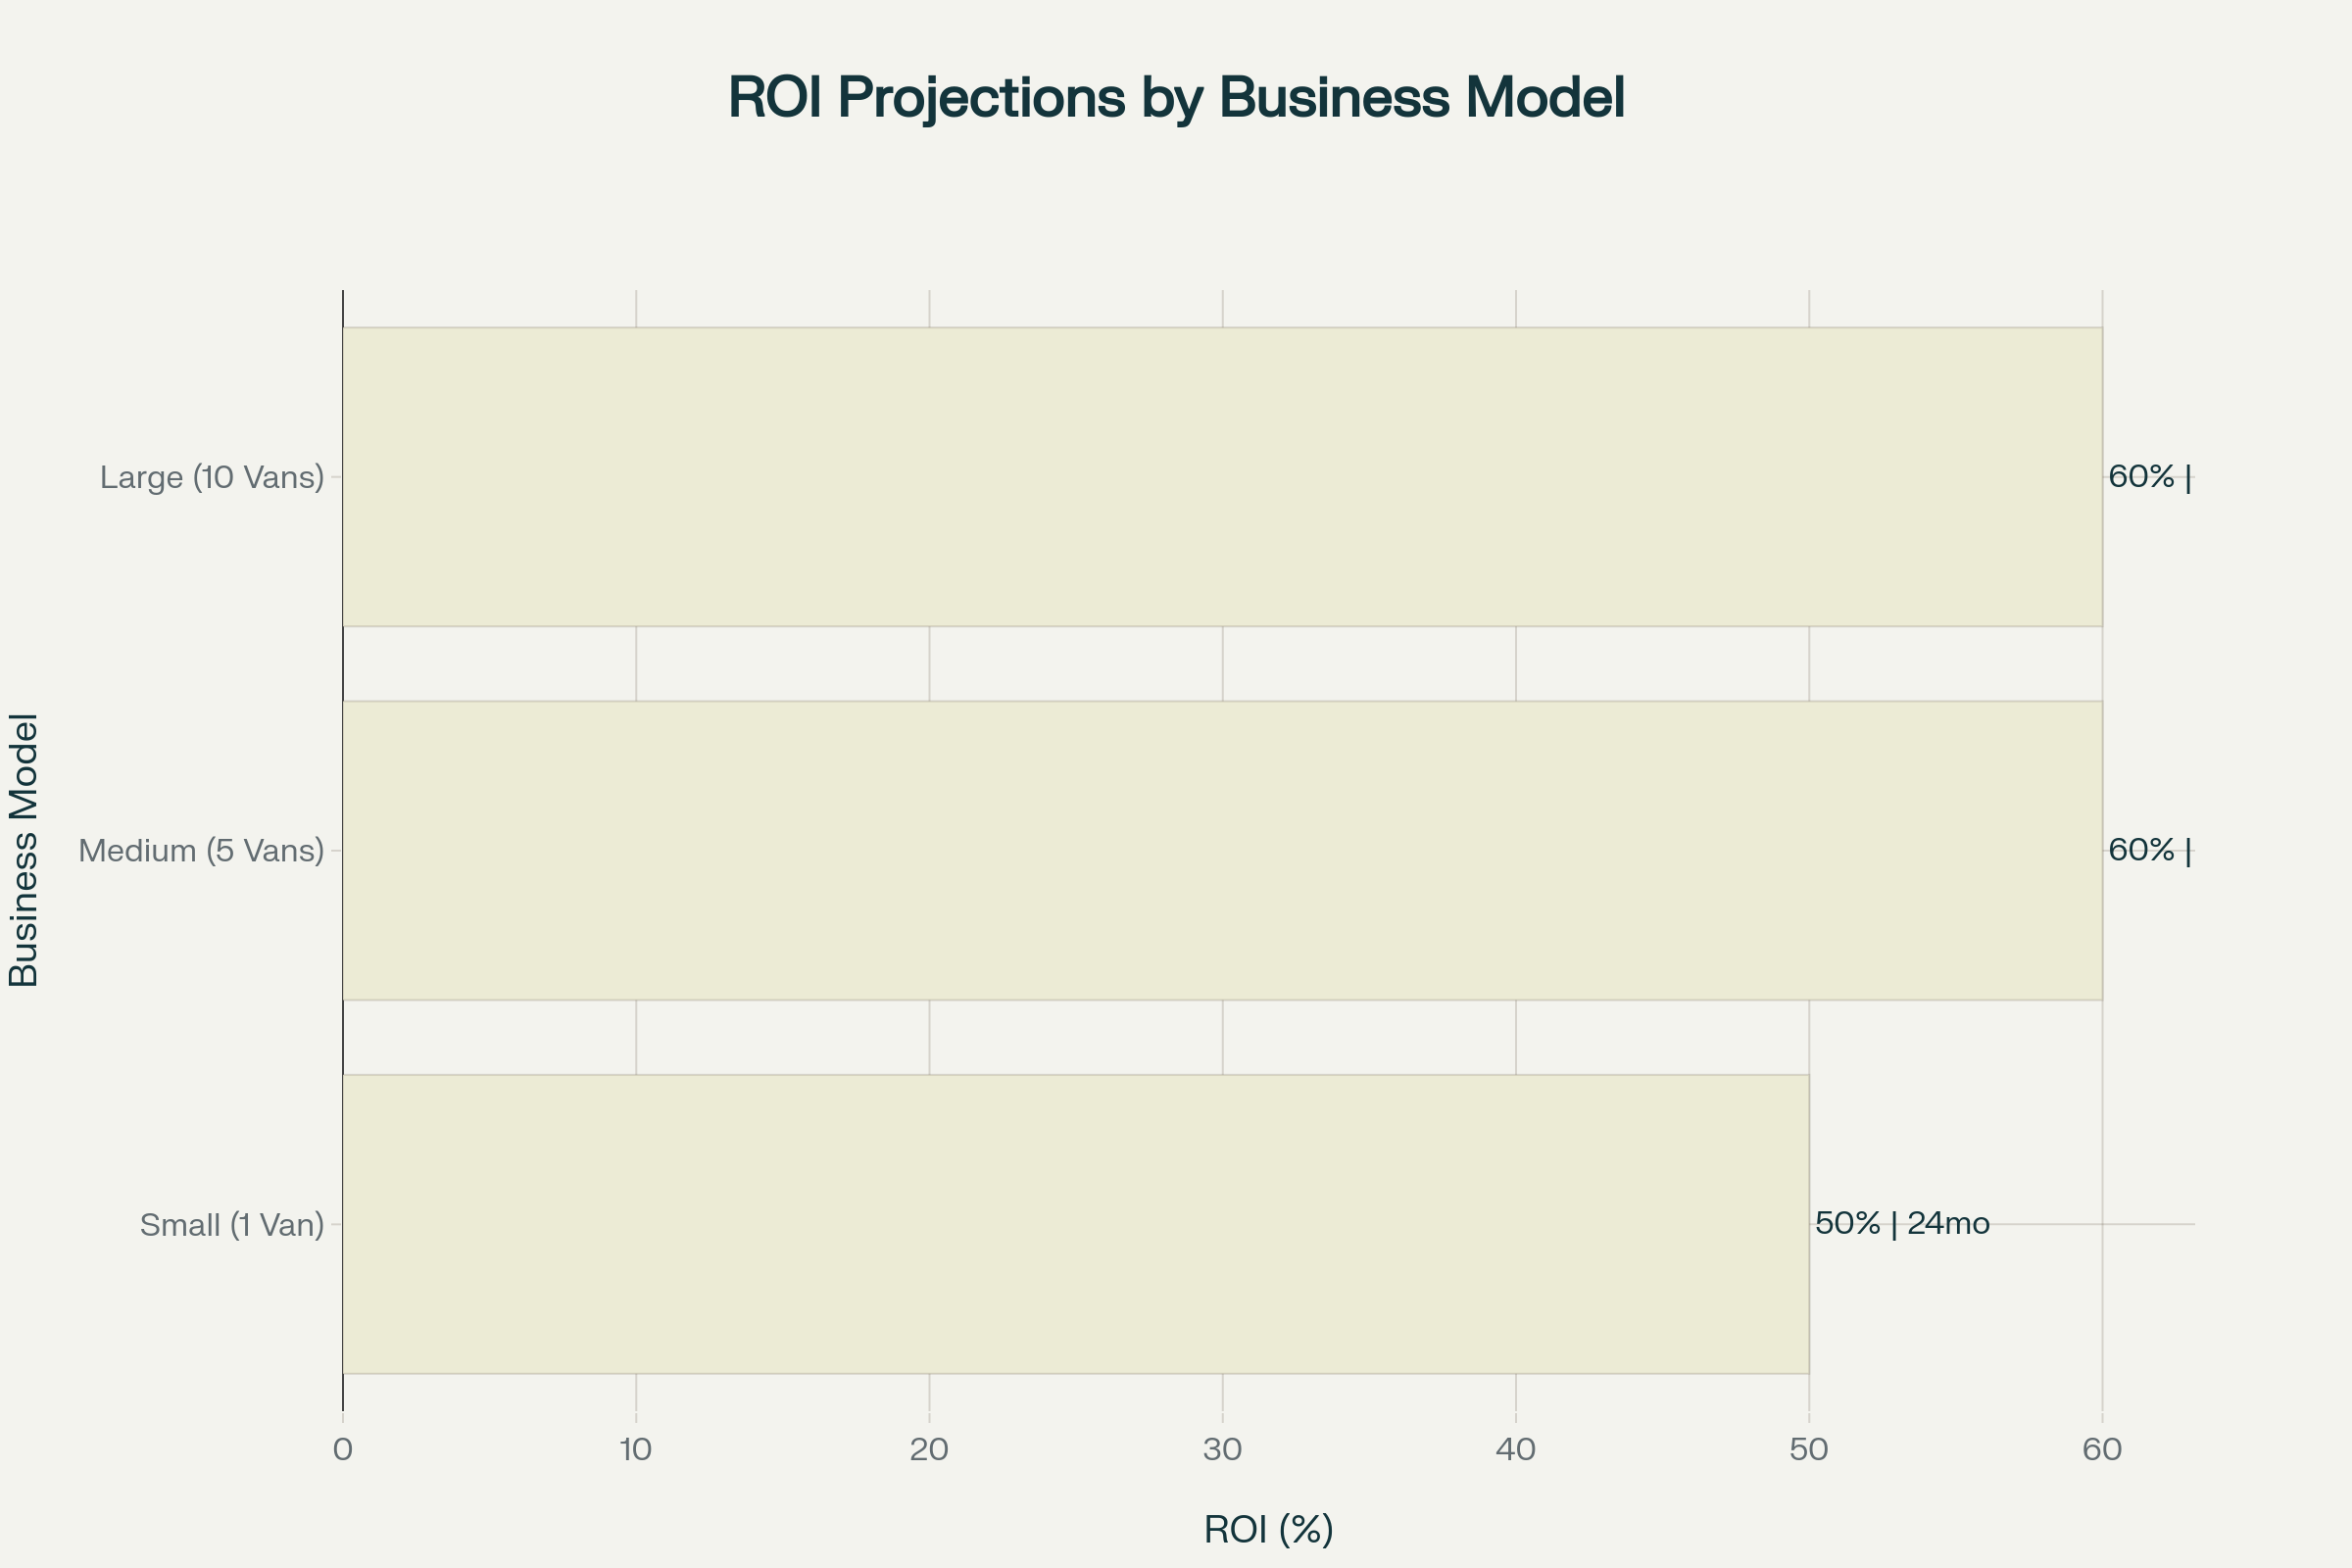 ROI Projections by Business Model
Business Model
Large (10 Vans)
60% |
Medium (5 Vans)
60% |
Small (1 Van)
50% | 24mo
0 10 20 30 40 50 60
ROI (%)